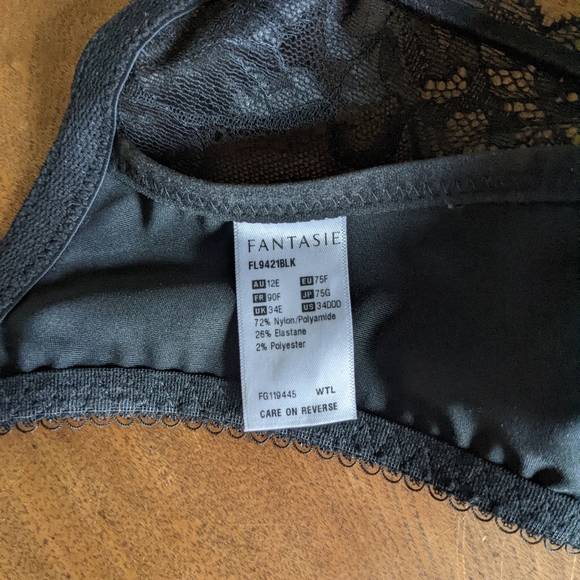 FANTASIE
FL9421BLK
AU 12E EU 75F
FR 90F JP 75G
UK 34E US 34DDD
72% Nylon/Polyamide
26% Elastane
2% Polyester
FG119445 WTL
CARE ON REVERSE